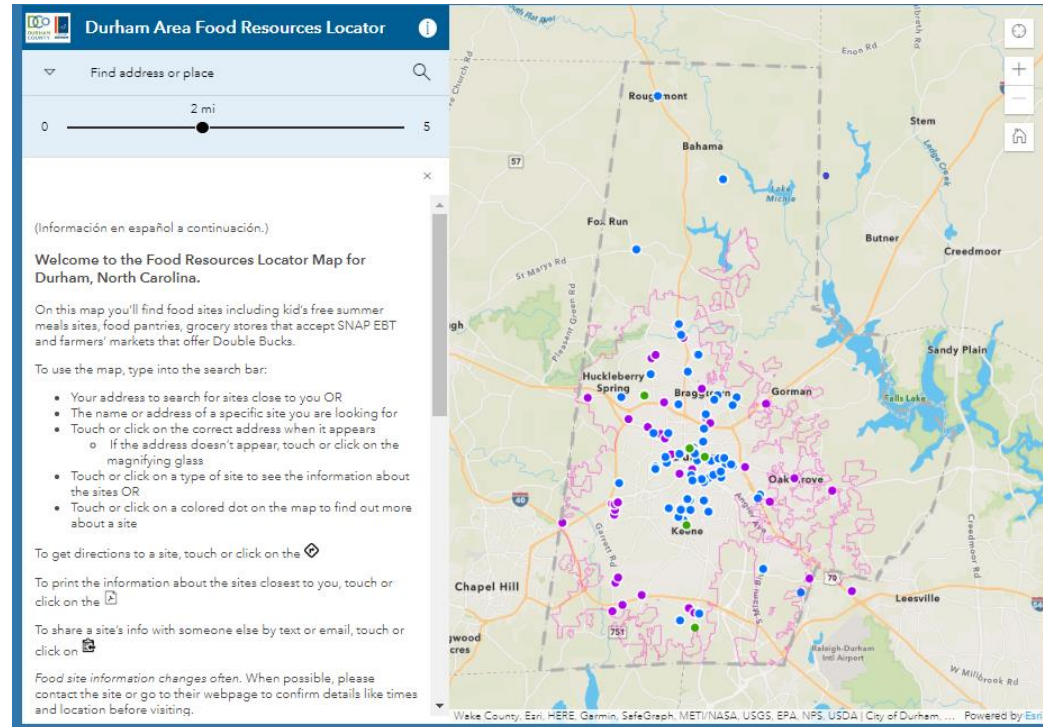 DCO
DURHAM
COUNTY
Durham Area Food Resources Locator
Find address or place
2 mi
0
5
(Información en español a continuación.)
Welcome to the Food Resources Locator Map for
Durham, North Carolina.
On this map you'll find food sites including kid's free summer
meals sites, food pantries, grocery stores that accept SNAP EBT
and farmers' markets that offer Double Bucks.
To use the map, type into the search bar:
Your address to search for sites close to you OR
The name or address of a specific site you are looking for
Touch or click on the correct address when it appears
If the address doesn't appear, touch or click on the
magnifying glass
Touch or click on a type of site to see the information about
the sites OR
Touch or click on a colored dot on the map to find out more
about a site
To get directions to a site, touch or click on the
To print the information about the sites closest to you, touch or
click on the
To share a site's info with someone else by text or email, touch or
click on
Food site information changes often. When possible, please
contact the site or go to their webpage to confirm details like times
and location before visiting.
South Flat River
Enon Rd
Church Rd
Rougemont
Stem
Bahama
57
Ledge Creek
Lake
Michie
Fox Run
Butner
Creedmoor
St Marys Rd
Pleasant Green Rd
Sandy Plain
Huckleberry
Spring
Braggtown
Gorman
Falls Lake
Oak Grove
40
Angier Ave
Keene
Garrett Rd
Creedmoor Rd
Chapel Hill
70
Leesville
S Miami Blvd
751
Raleigh-Durham
Intl Airport
W Millbrook Rd
Wake County, Esri, HERE, Garmin, SafeGraph, METI/NASA, USGS, EPA, NPS, USDA | City of Durham, ...
Powered by Esri